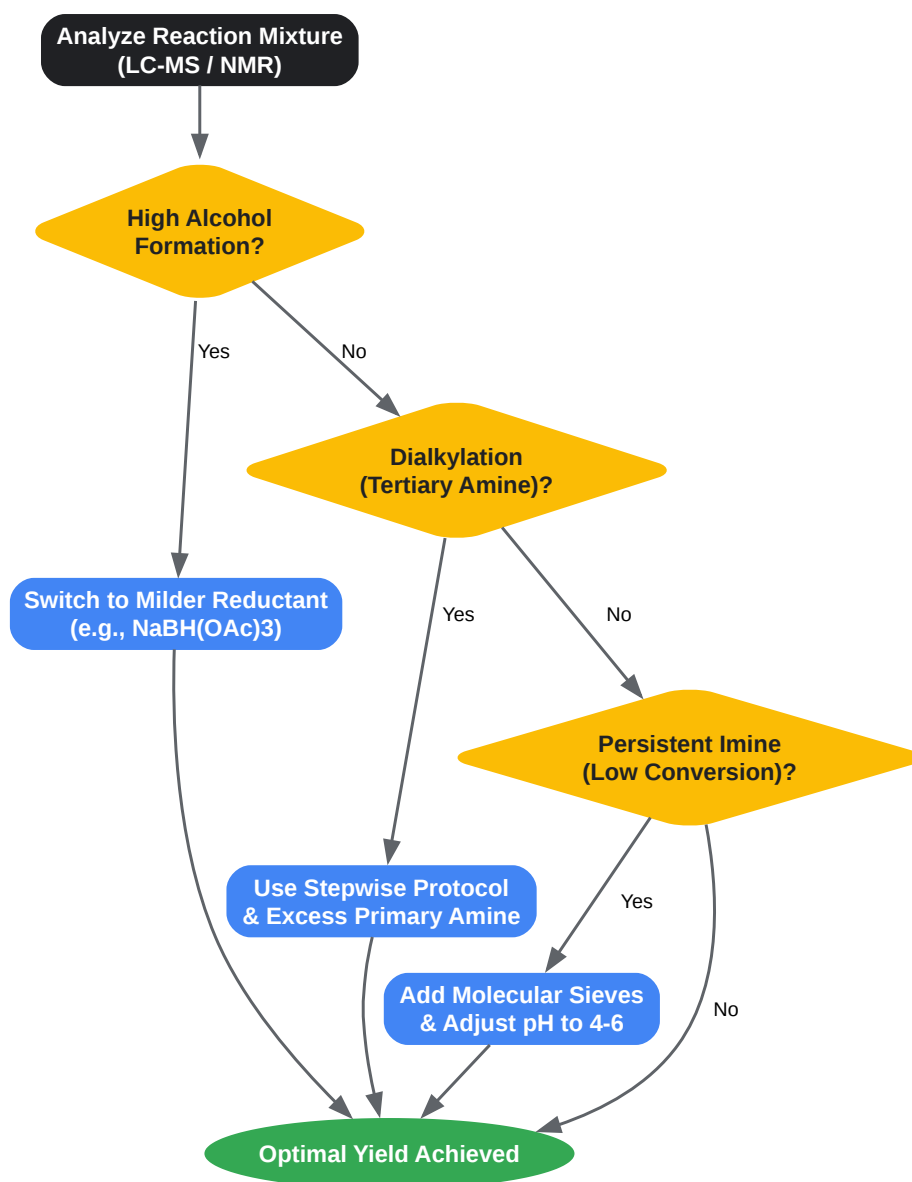 Analyze Reaction Mixture
(LC-MS / NMR)
High Alcohol
Formation?
Yes
No
Dialkylation
(Tertiary Amine)?
Switch to Milder Reductant
(e.g., NaBH(OAc)3)
Yes
No
Persistent Imine
(Low Conversion)?
Use Stepwise Protocol
& Excess Primary Amine
Yes
Add Molecular Sieves
& Adjust pH to 4-6
No
Optimal Yield Achieved